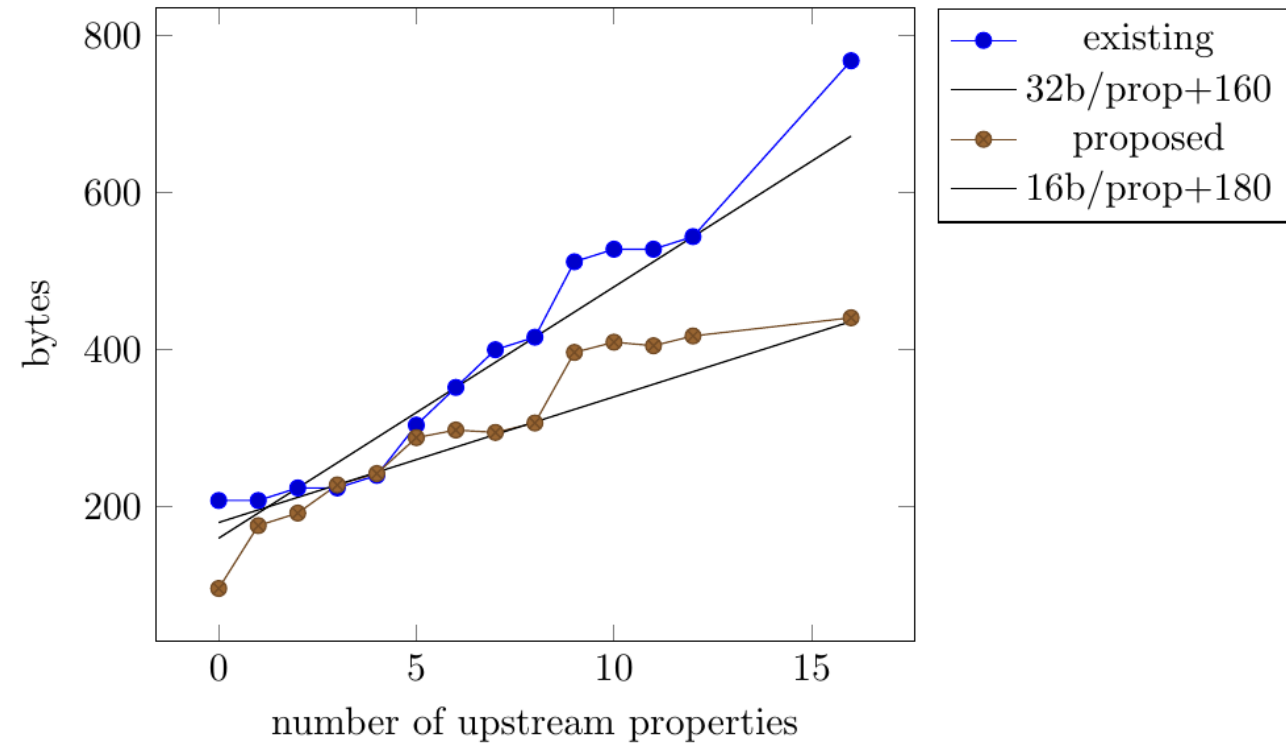 800
600
400
200
bytes
0 5 10 15
number of upstream properties
existing
32b/prop+160
proposed
16b/prop+180